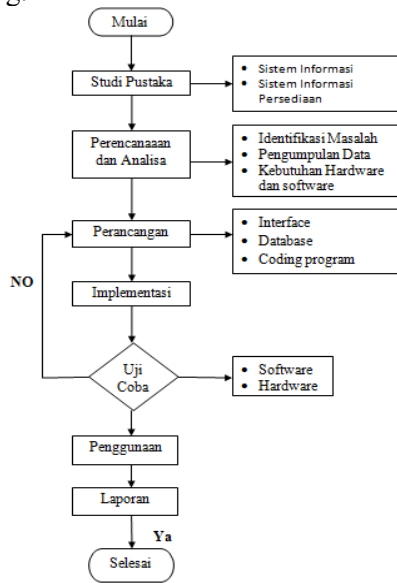 g.
Mulai
Studi Pustaka
• Sistem Informasi
• Sistem Informasi
Persediaan
Perencanaaan
dan Analisa
• Identifikasi Masalah
• Pengumpulan Data
• Kebutuhan Hardware
dan software
Perancangan
• Interface
• Database
• Coding program
NO
Implementasi
Uji
Coba
• Software
• Hardware
Penggunaan
Laporan
Ya
Selesai